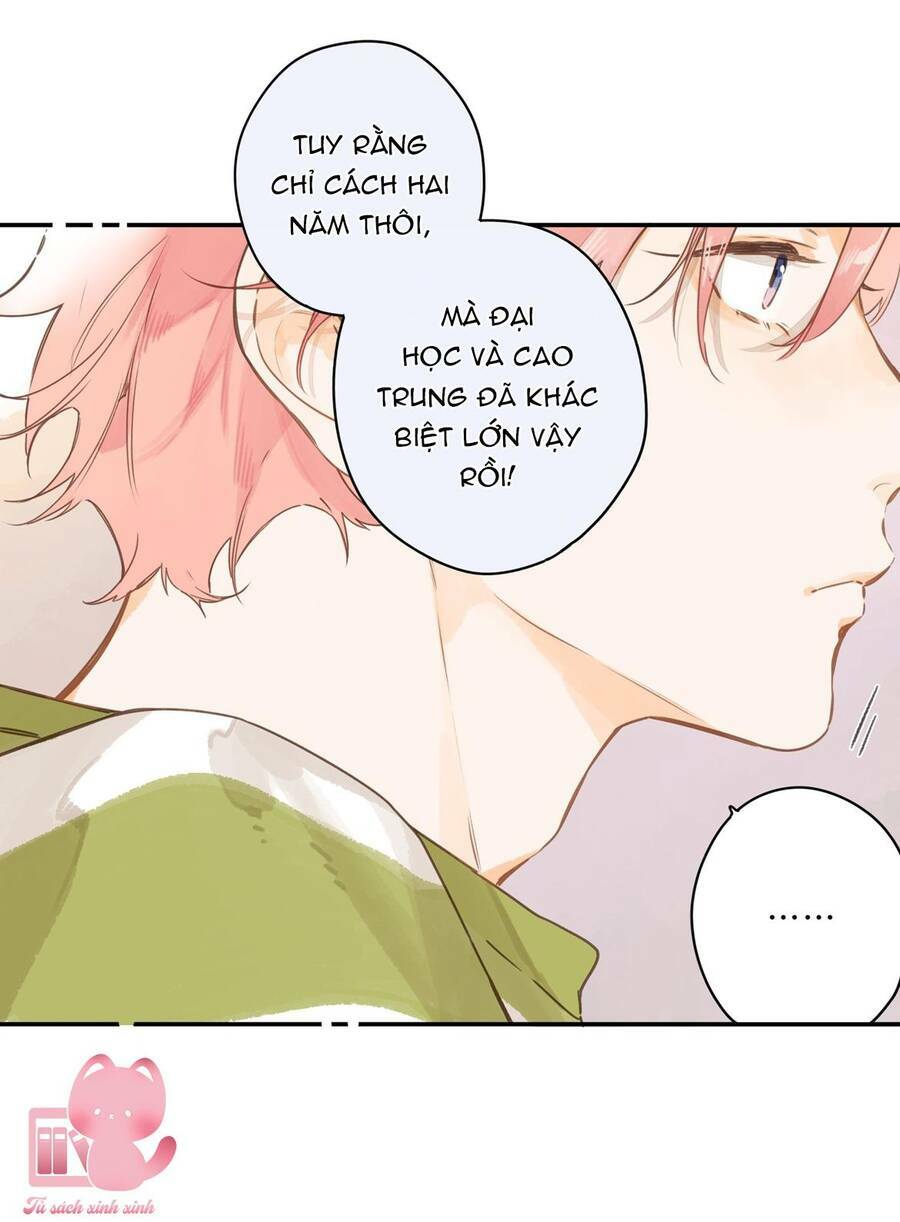 TUY RẰNG
CHỈ CÁCH HAI
NĂM THÔI,
MÀ ĐẠI
HỌC VÀ CAO
TRUNG ĐÃ KHÁC
BIỆT LỚN VẬY
RỒI!
......
Tủ sách xinh xinh